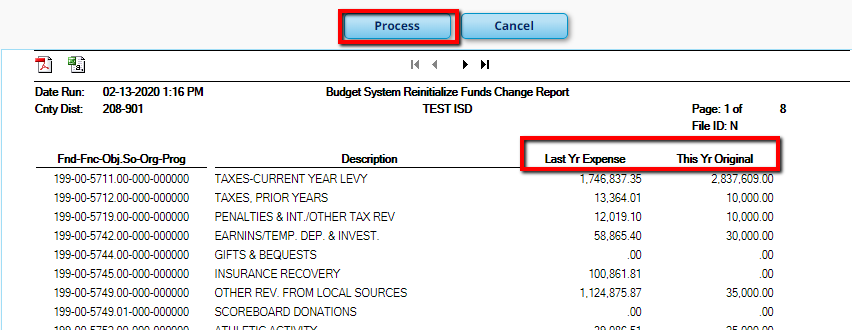 Process Cancel
Date Run: 02-13-2020 1:16 PM Budget System Reinitialize Funds Change Report
Cnty Dist: 208-901 TEST ISD Page: 1 of 8
File ID: N
Fnd-Fnc-Obj.So-Org-Prog Description Last Yr Expense This Yr Original
199-00-5711.00-000-000000 TAXES-CURRENT YEAR LEVY 1,746,837.35 2,837,609.00
199-00-5712.00-000-000000 TAXES, PRIOR YEARS 13,364.01 10,000.00
199-00-5719.00-000-000000 PENALTIES & INT./OTHER TAX REV 12,019.10 10,000.00
199-00-5742.00-000-000000 EARNINS/TEMP. DEP. & INVEST. 58,865.40 30,000.00
199-00-5744.00-000-000000 GIFTS & BEQUESTS .00 .00
199-00-5745.00-000-000000 INSURANCE RECOVERY 100,861.81 .00
199-00-5749.00-000-000000 OTHER REV. FROM LOCAL SOURCES 1,124,875.87 35,000.00
199-00-5749.01-000-000000 SCOREBOARD DONATIONS .00 .00
ATHLETIC ACTIVITY